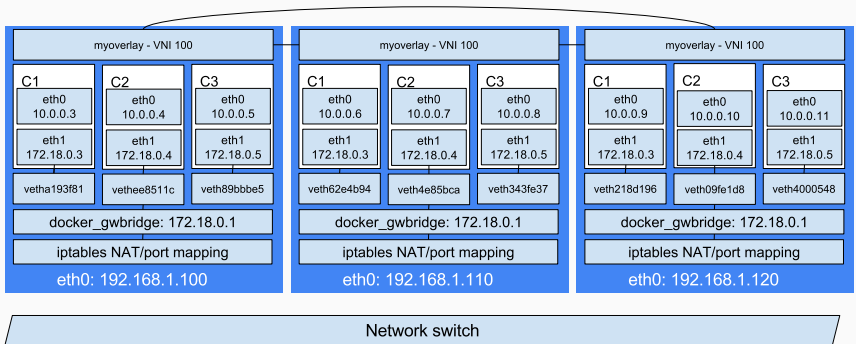 myoverlay - VNI 100
C1
C2
C3
eth0
10.0.0.3
eth0
10.0.0.4
eth0
10.0.0.5
eth1
172.18.0.3
eth1
172.18.0.4
eth1
172.18.0.5
vetha193f81
vethee8511c
veth89bbbe5
docker_gwbridge: 172.18.0.1
iptables NAT/port mapping
eth0: 192.168.1.100
myoverlay - VNI 100
C1
C2
C3
eth0
10.0.0.6
eth0
10.0.0.7
eth0
10.0.0.8
eth1
172.18.0.3
eth1
172.18.0.4
eth1
172.18.0.5
veth62e4b94
veth4e85bca
veth343fe37
docker_gwbridge: 172.18.0.1
iptables NAT/port mapping
eth0: 192.168.1.110
myoverlay - VNI 100
C1
C2
C3
eth0
10.0.0.9
eth0
10.0.0.10
eth0
10.0.0.11
eth1
172.18.0.3
eth1
172.18.0.4
eth1
172.18.0.5
veth218d196
veth09fe1d8
veth4000548
docker_gwbridge: 172.18.0.1
iptables NAT/port mapping
eth0: 192.168.1.120
Network switch